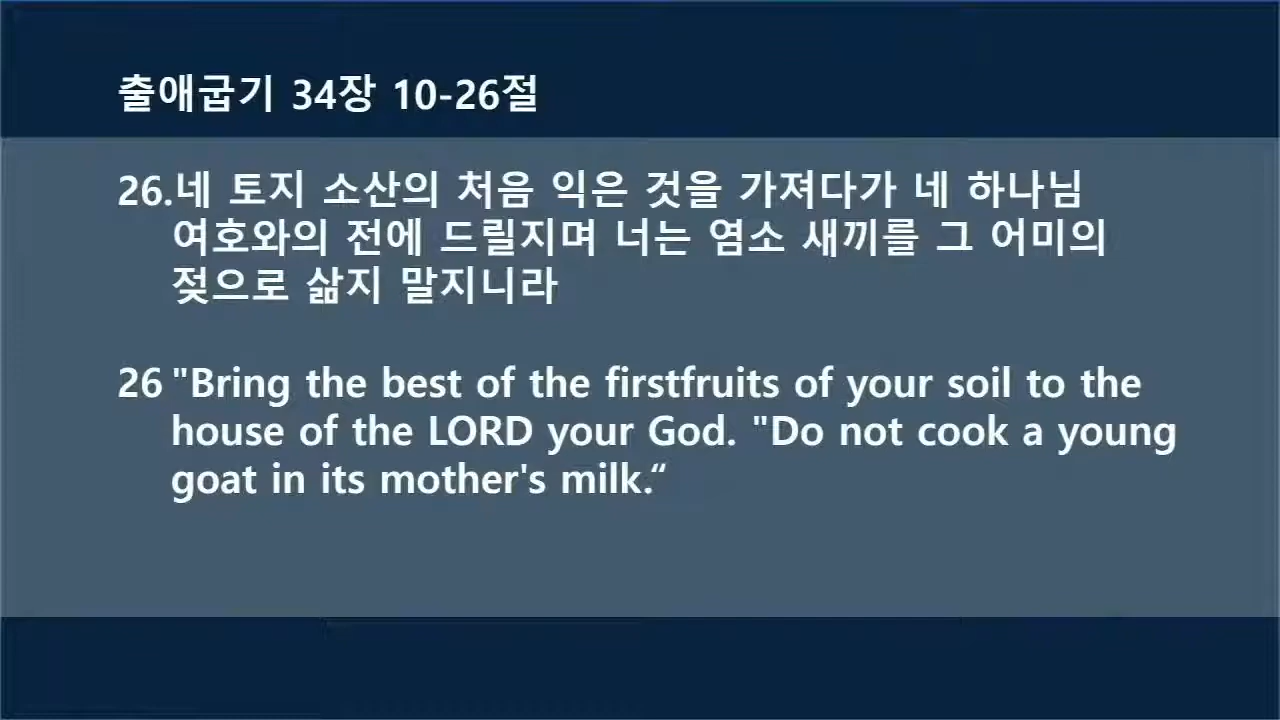 출애굽기 34장 10-26절
26.네 토지 소산의 처음 익은 것을 가져다가 네 하나님
여호와의 전에 드릴지며 너는 염소 새끼를 그 어미의
젖으로 삶지 말지니라
26 "Bring the best of the firstfruits of your soil to the
house of the LORD your God. "Do not cook a young
goat in its mother's milk.“